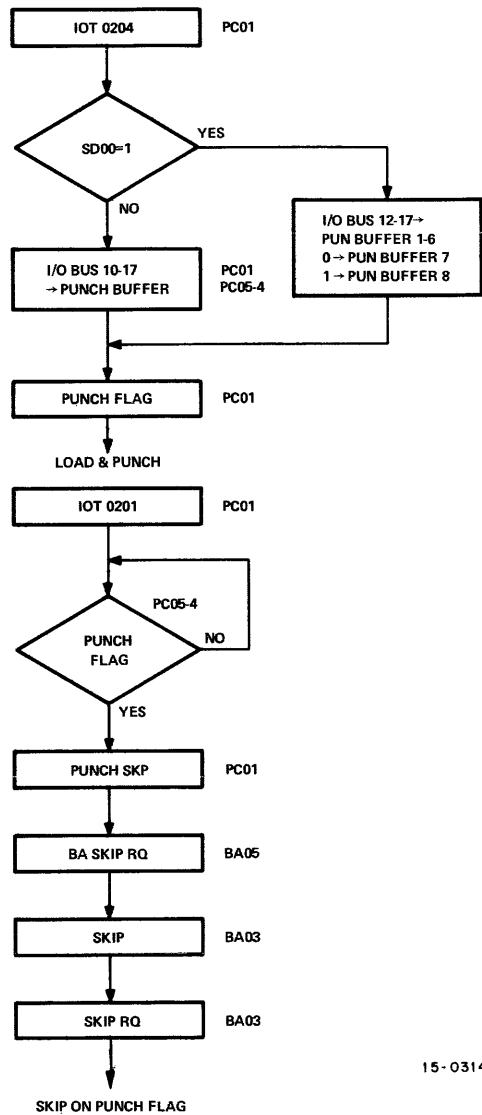 IOT 0204
PC01
SD00=1
YES
NO
I/O BUS 12-17→
PUN BUFFER 1-6
0→PUN BUFFER 7
1→PUN BUFFER 8
I/O BUS 10-17
→PUNCH BUFFER
PC01
PC05-4
PUNCH FLAG
PC01
LOAD & PUNCH
IOT 0201
PC01
PC05-4
PUNCH
FLAG
NO
YES
PUNCH SKP
PC01
BA SKIP RQ
BA05
SKIP
BA03
SKIP RQ
BA03
15-0314
SKIP ON PUNCH FLAG